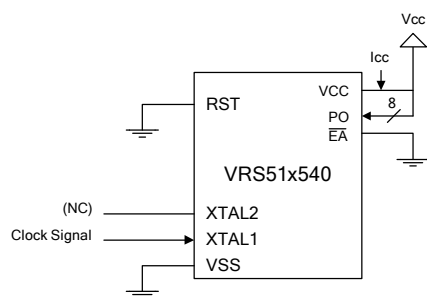 Vcc
Icc
VCC
RST
8
PO
EA
VRS51x540
(NC)
XTAL2
Clock Signal
XTAL1
VSS